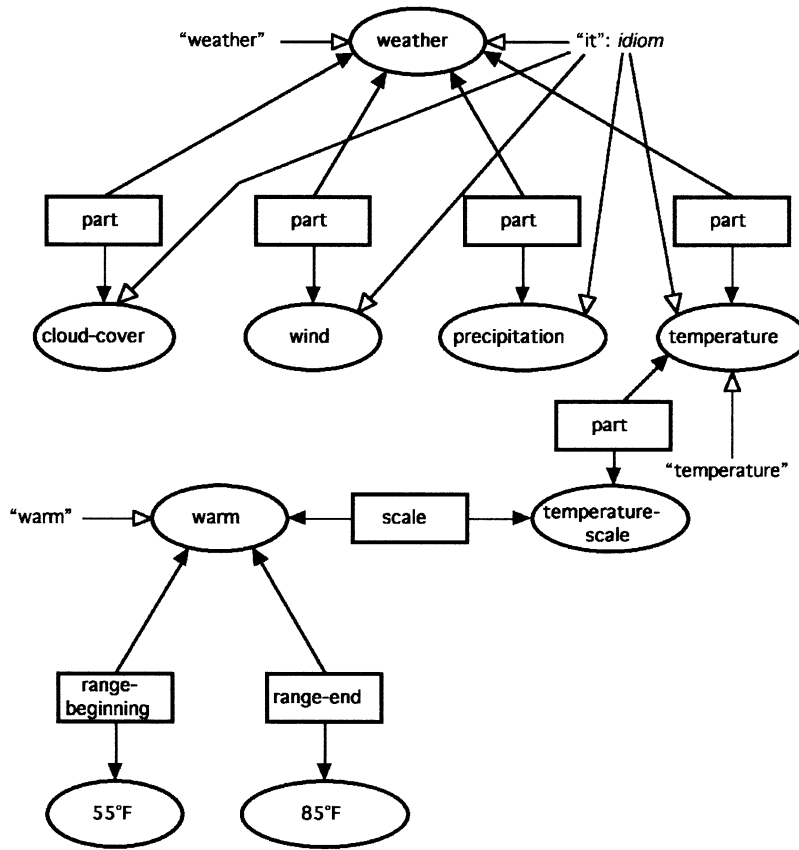 “weather”
weather
“it”: idiom
part
part
part
part
cloud-cover
wind
precipitation
temperature
part
“temperature”
“warm”
warm
scale
temperature-
scale
range-
beginning
range-end
55°F
85°F